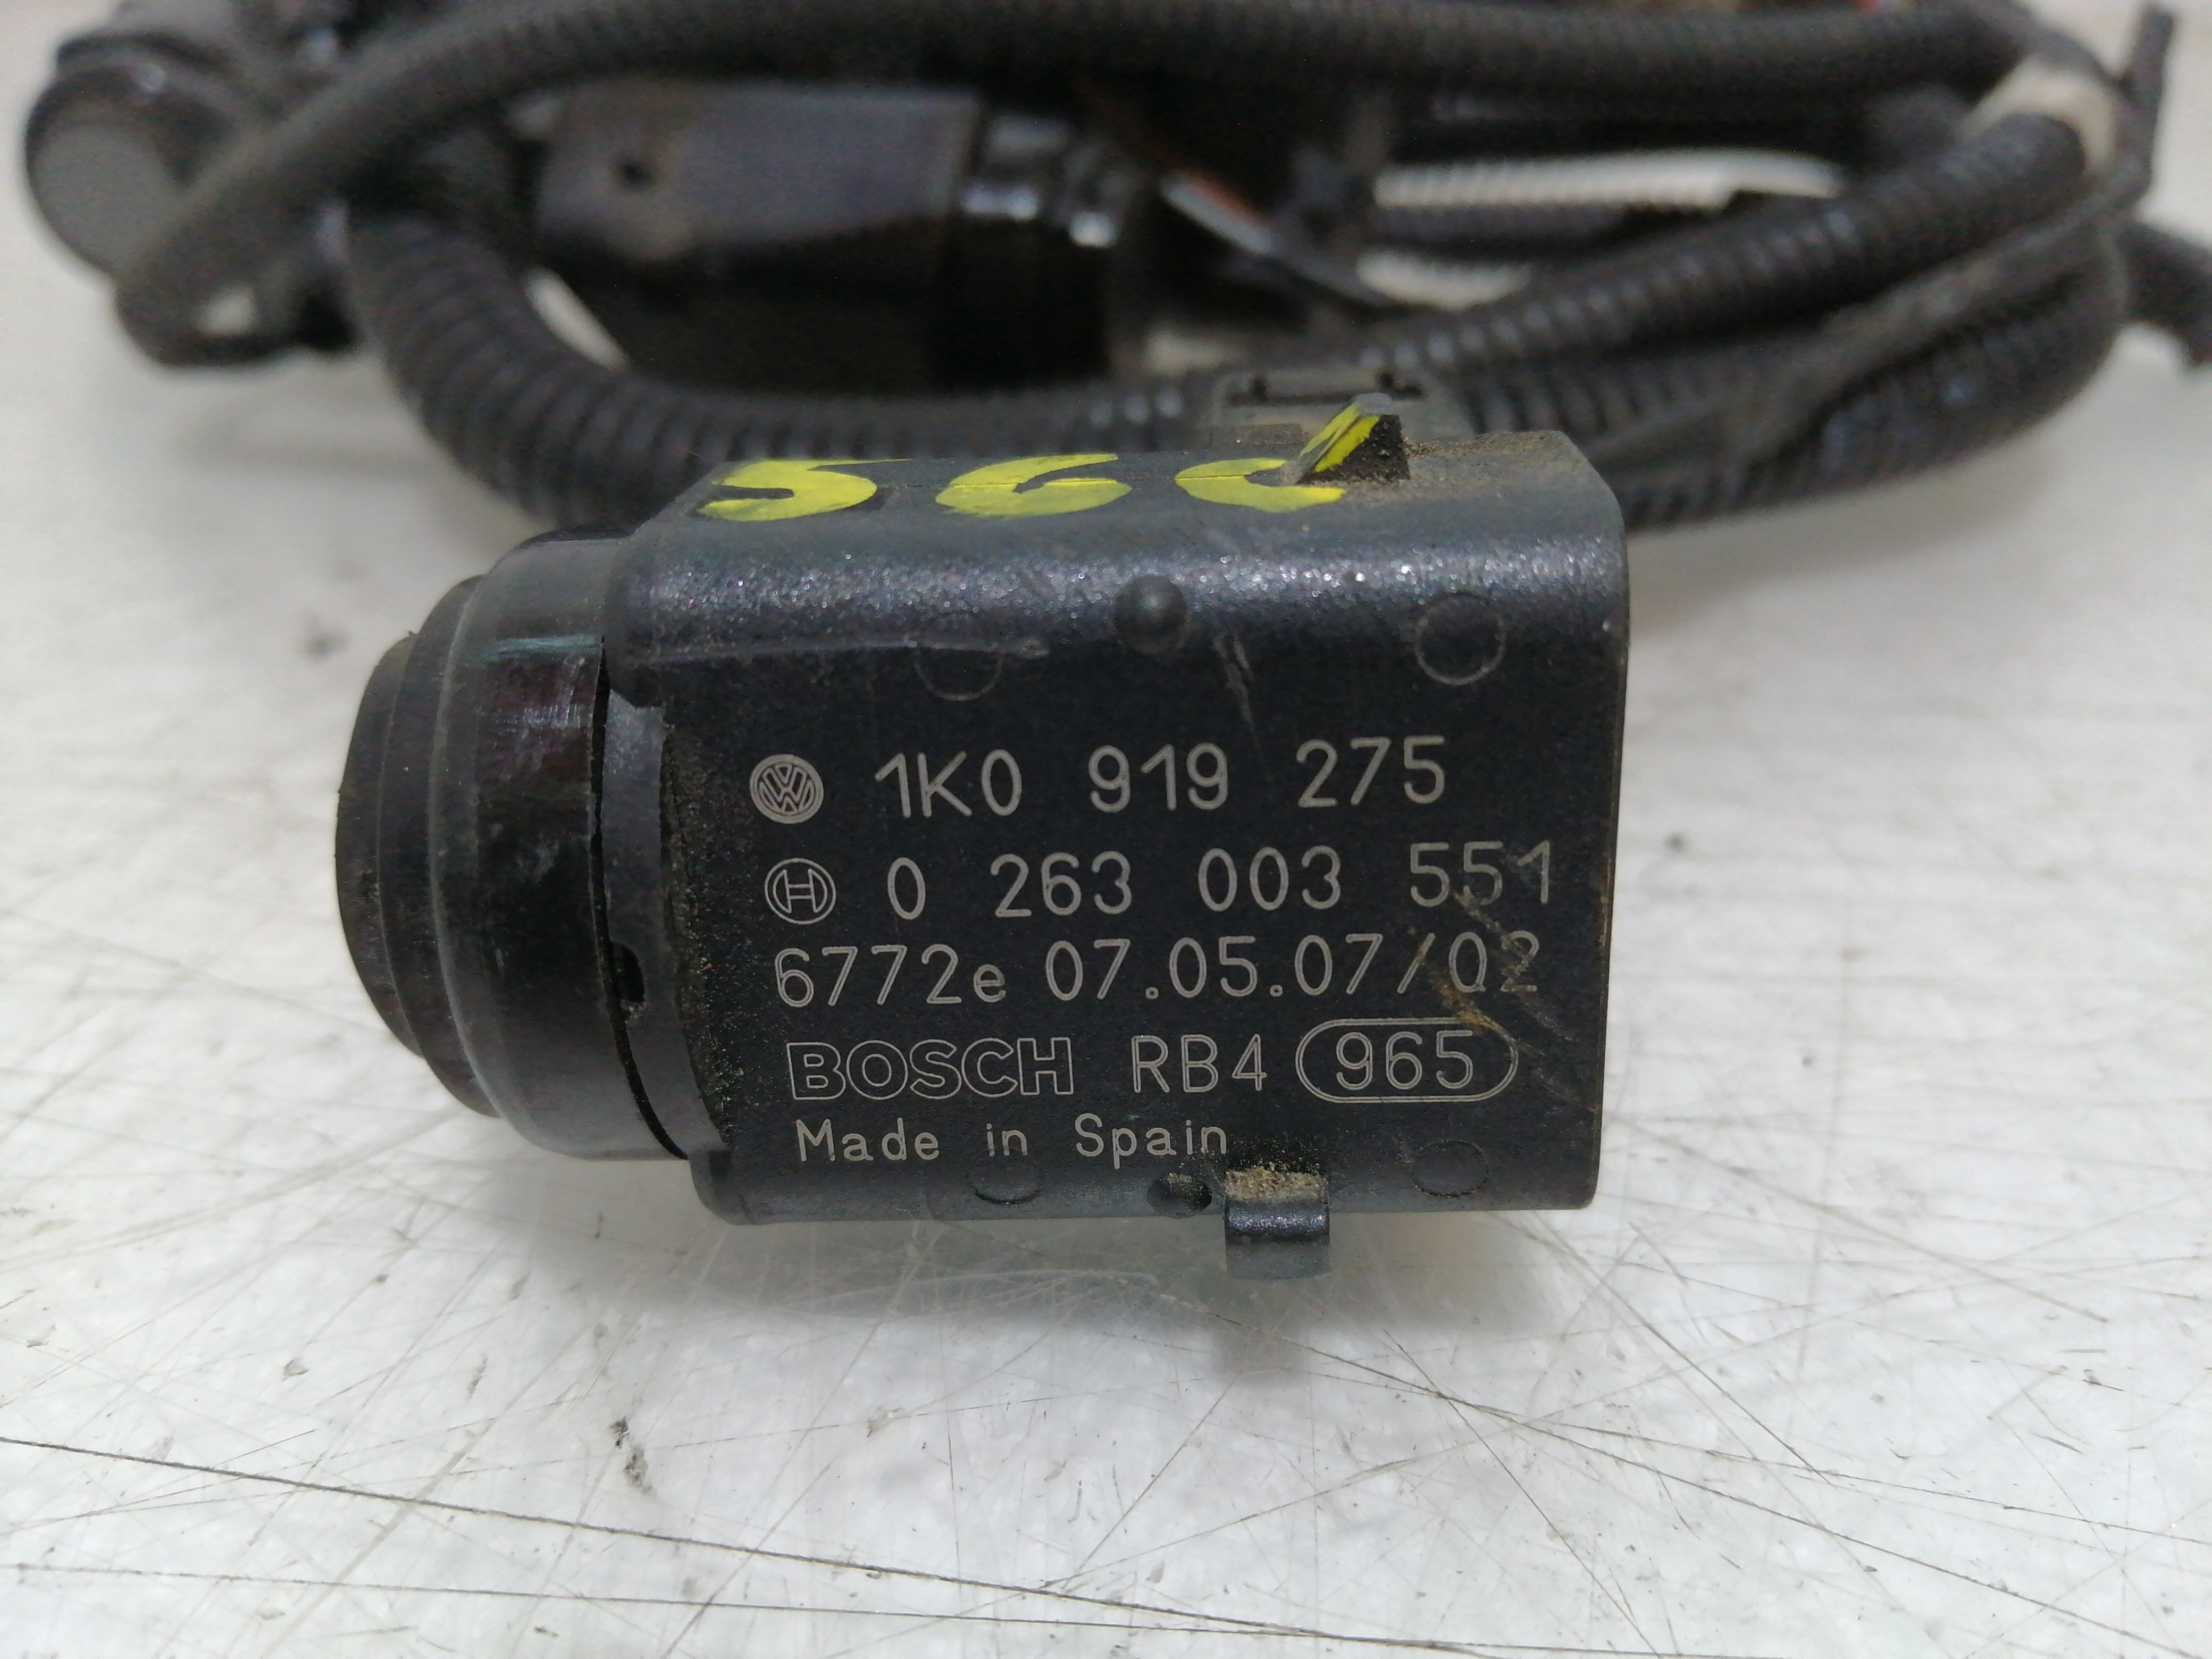 1K0 919 275
0 263 003 551
6772e 07.05.07/02
BOSCH RB4 965
Made in Spain